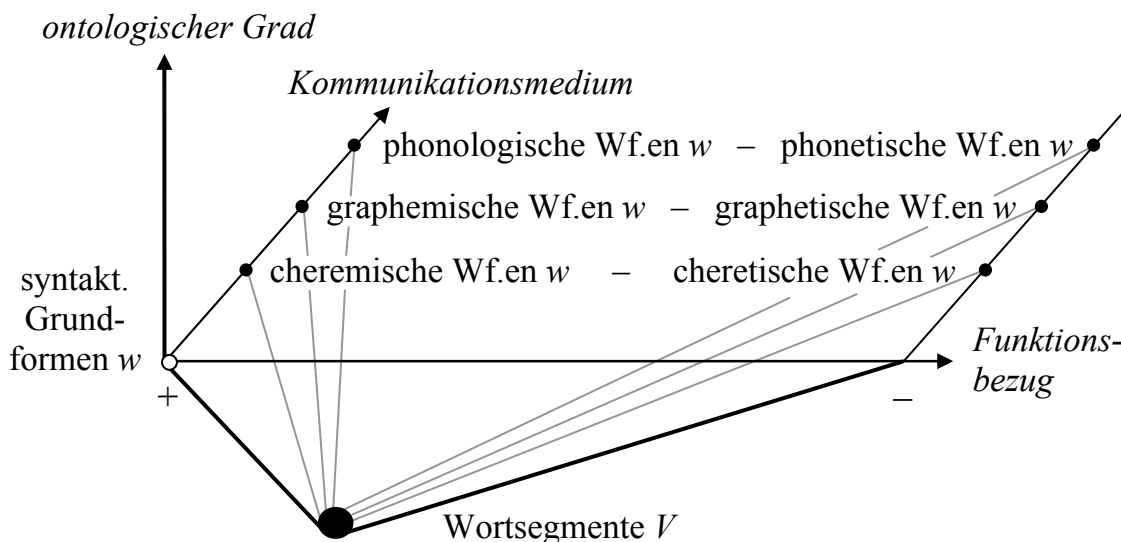 ontologischer Grad
Kommunikationsmedium
phonologische Wf.en w – phonetische Wf.en w
graphemische Wf.en w – graphetische Wf.en w
cheremische Wf.en w – cheretische Wf.en w
syntakt.
Grund-
formen w
Funktions-
bezug
+ –
Wortsegmente V